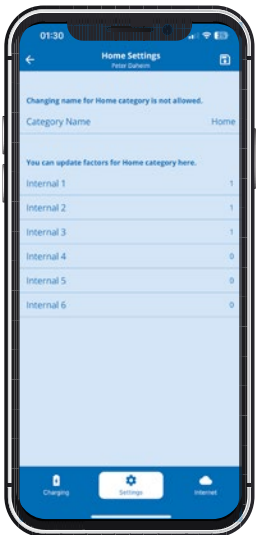 01:30
Home Settings
Peter Daheim
Changing name for Home category is not allowed.
Category Name Home
You can update factors for Home category here.
Internal 1 1
Internal 2 1
Internal 3 1
Internal 4 0
Internal 5 0
Internal 6 0
Charging Settings Internet